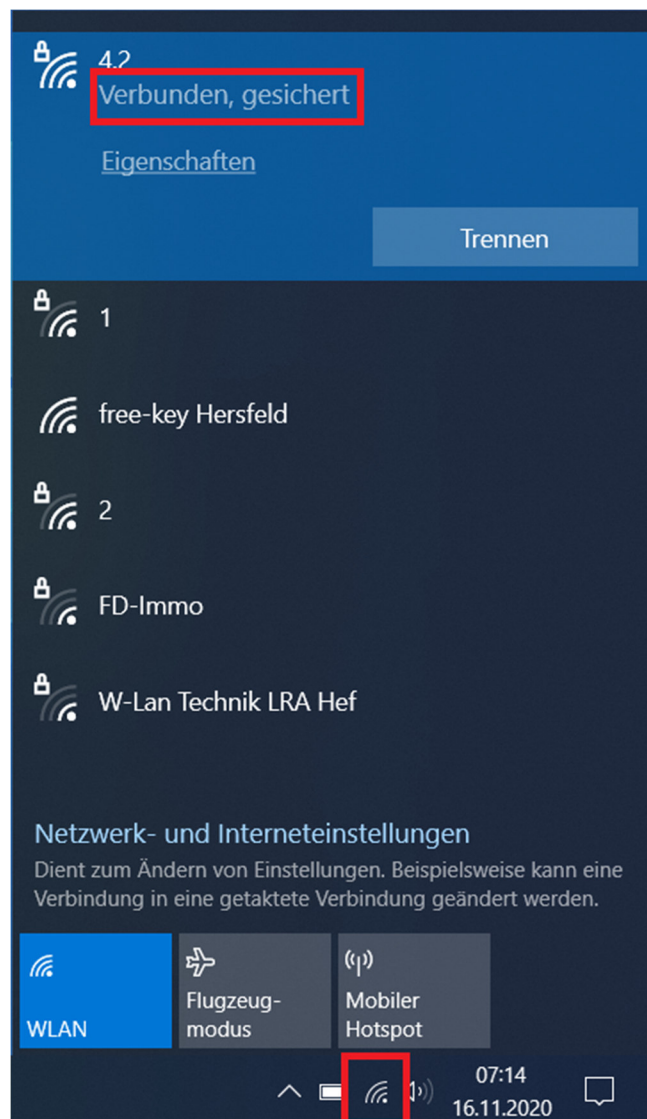 4.2
Verbunden, gesichert
Eigenschaften
Trennen
1
free-key Hersfeld
2
FD-Immo
W-Lan Technik LRA Hef
Netzwerk- und Interneteinstellungen
Dient zum Ändern von Einstellungen. Beispielsweise kann eine
Verbindung in eine getaktete Verbindung geändert werden.
WLAN
Flugzeug-
modus
Mobiler
Hotspot
07:14
16.11.2020